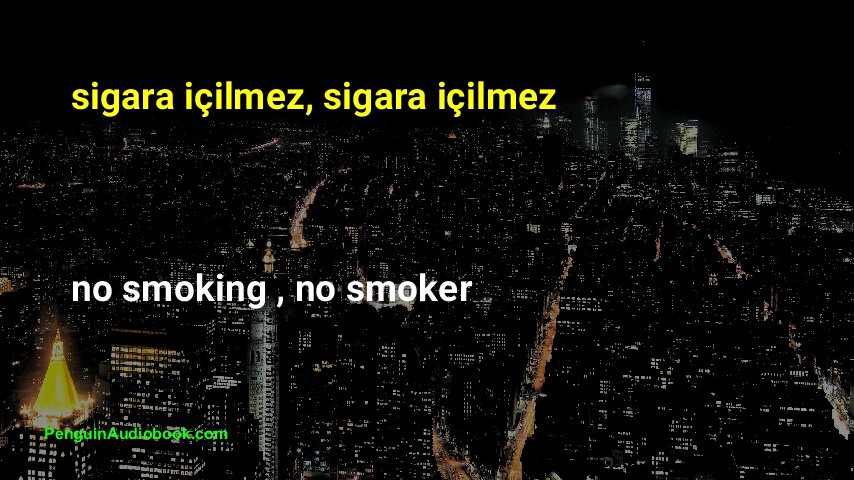 sigara içilmez, sigara içilmez
no smoking , no smoker
PenguinAudiobook.com